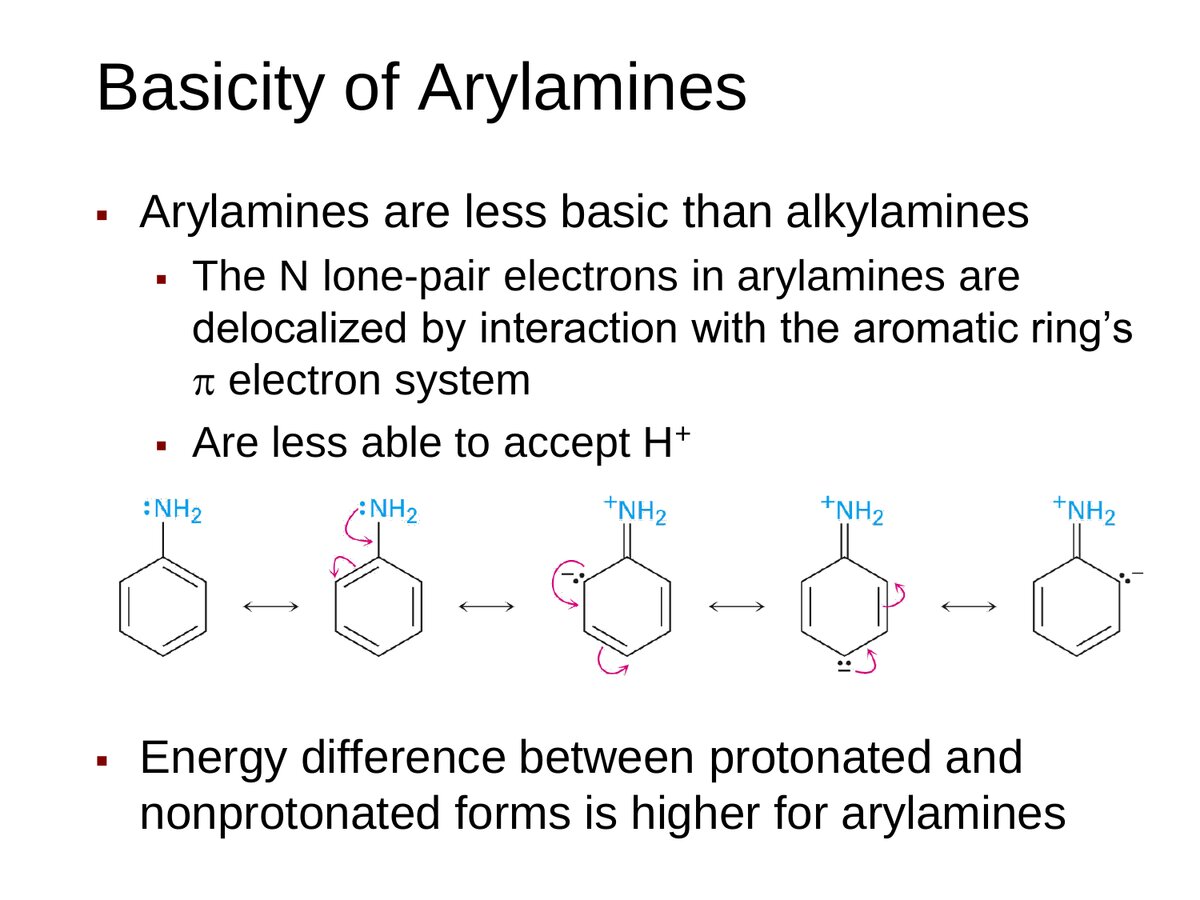 Basicity of Arylamines
▪ Arylamines are less basic than alkylamines
▪ The N lone-pair electrons in arylamines are
delocalized by interaction with the aromatic ring’s
π electron system
▪ Are less able to accept H⁺
:NH₂ :NH₂ ⁺NH₂ ⁺NH₂ ⁺NH₂
▪ Energy difference between protonated and
nonprotonated forms is higher for arylamines